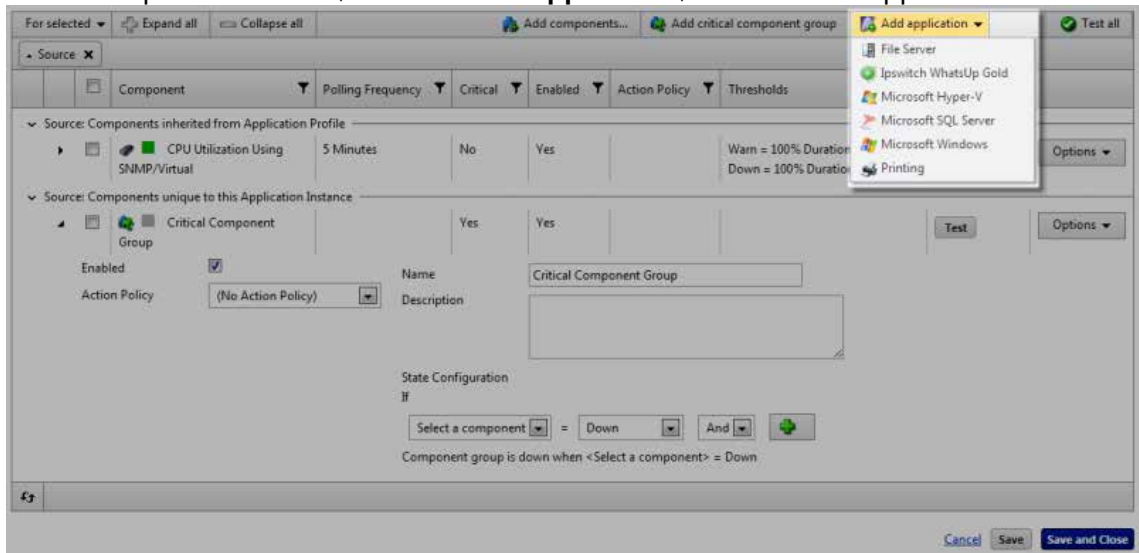 For selected Expand all Collapse all Add components... Add critical component group Add application Test all
Source X
File Server
Ipswitch WhatsUp Gold
Microsoft Hyper-V
Microsoft SQL Server
Microsoft Windows
Printing
Component Polling Frequency Critical Enabled Action Policy Thresholds
Source: Components inherited from Application Profile
CPU Utilization Using SNMP/Virtual 5 Minutes No Yes Warn = 100% Duration Options
Down = 100% Duration
Source: Components unique to this Application Instance
Critical Component Group Yes Yes Test Options
Enabled
Action Policy (No Action Policy)
Name Critical Component Group
Description
State Configuration
If
Select a component = Down And
Component group is down when <Select a component> = Down
Cancel Save Save and Close